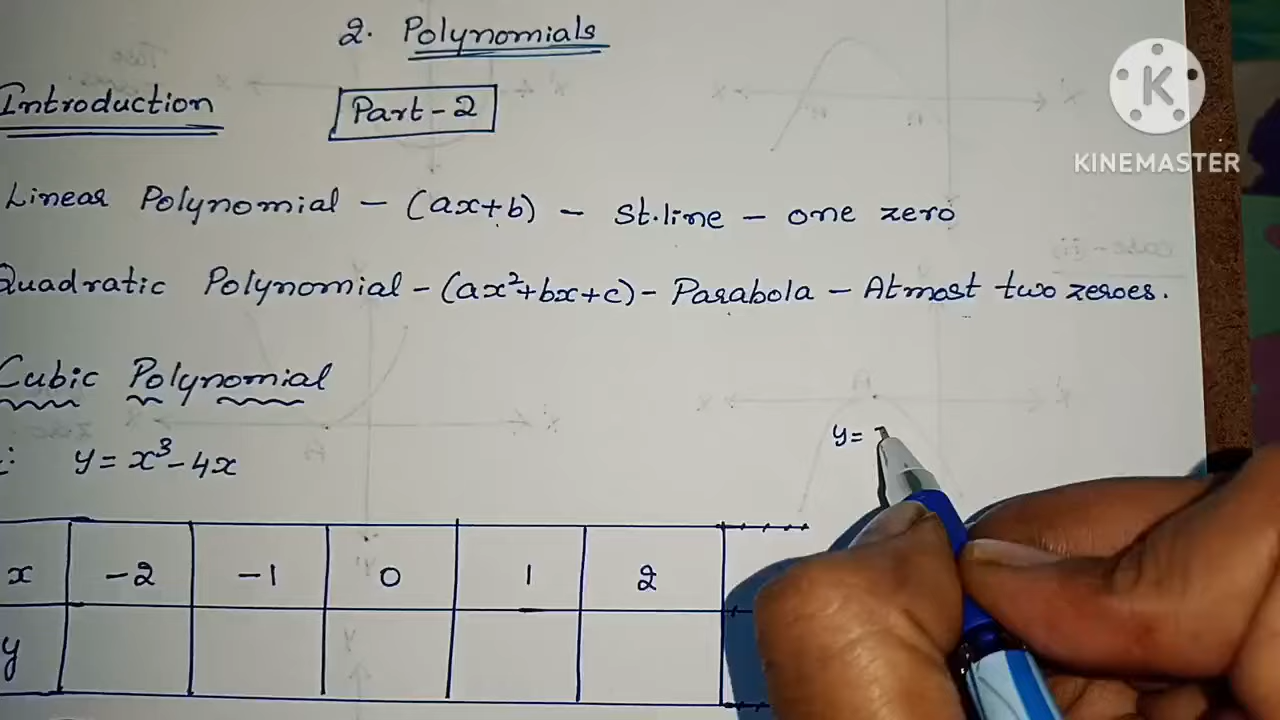 2. Polynomials
Introduction
Part-2
KINEMASTER
Linear Polynomial - (ax+b) - St.line - one zero
Quadratic Polynomial - (ax²+bx+c) - Parabola - Atmost two zeroes.
Cubic Polynomial
y = x³-4x
y=
x -2 -1 0 1 2
y